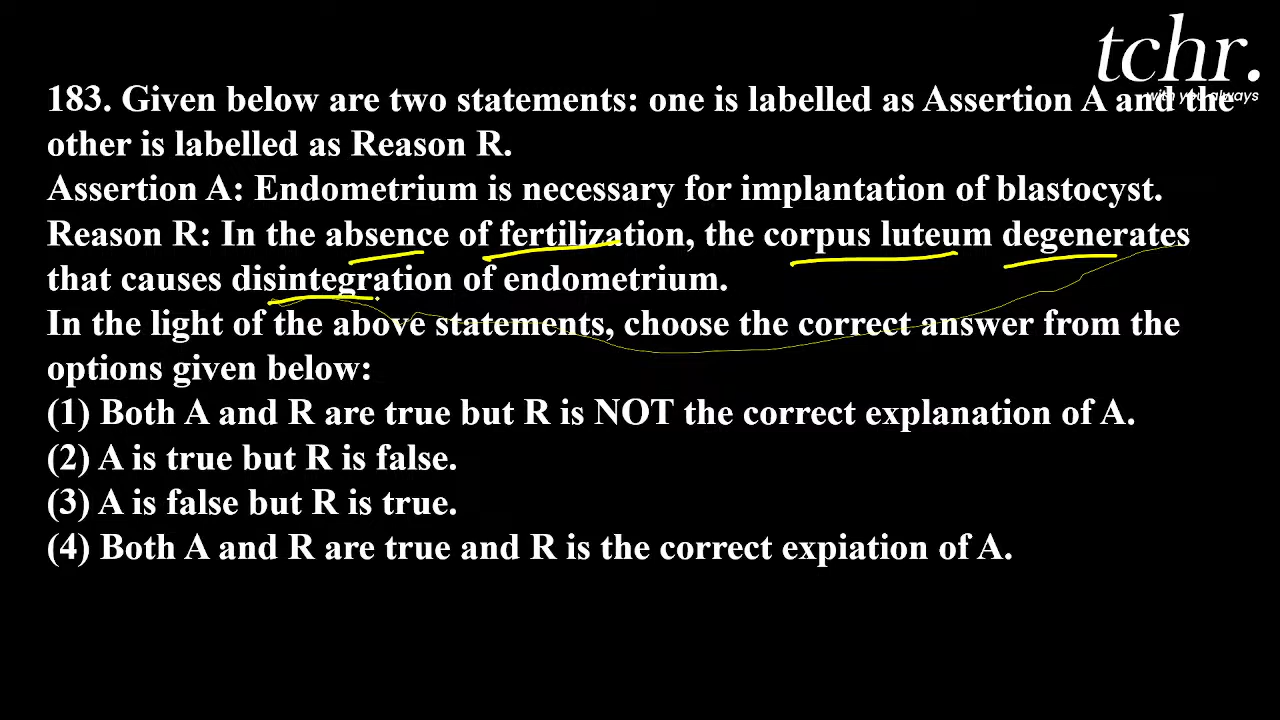 tchr.
with you always
183. Given below are two statements: one is labelled as Assertion A and the
other is labelled as Reason R.
Assertion A: Endometrium is necessary for implantation of blastocyst.
Reason R: In the absence of fertilization, the corpus luteum degenerates
that causes disintegration of endometrium.
In the light of the above statements, choose the correct answer from the
options given below:
(1) Both A and R are true but R is NOT the correct explanation of A.
(2) A is true but R is false.
(3) A is false but R is true.
(4) Both A and R are true and R is the correct expiation of A.